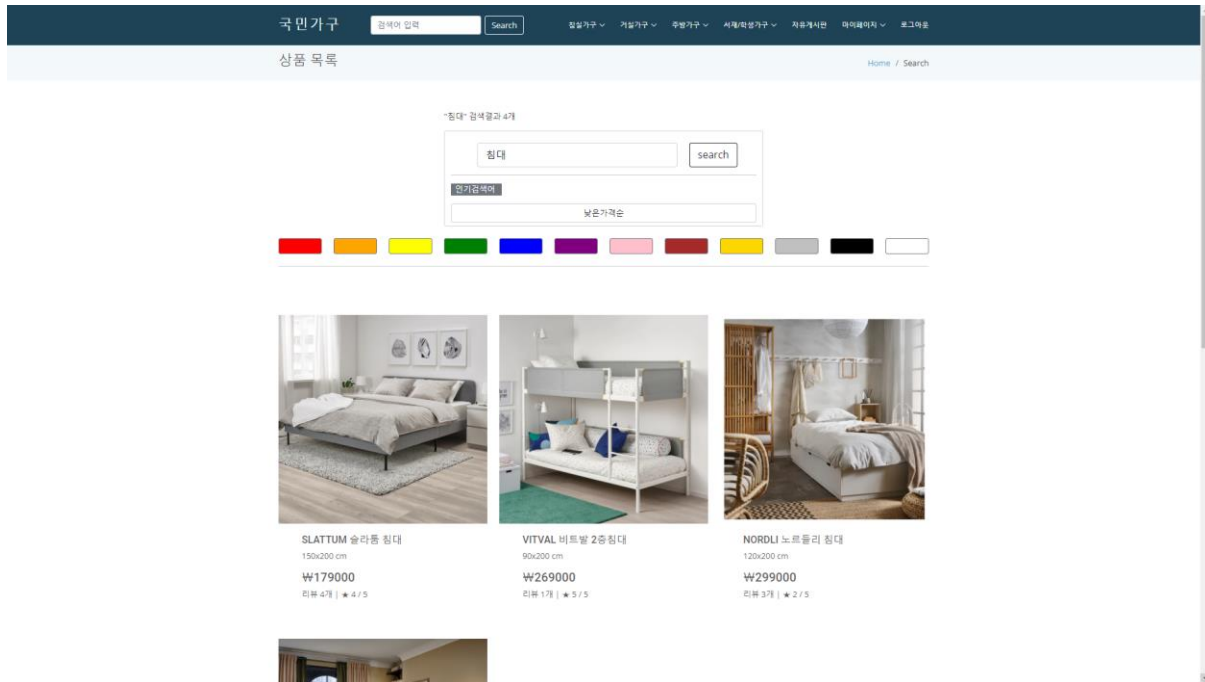 국민가구 검색어 입력 Search 침실가구 거실가구 주방가구 서재/학생가구 자유게시판 마이페이지 로그아웃
상품 목록 Home / Search
"침대" 검색결과 4개
침대 search
인기검색어
낮은가격순
SLATTUM 슬라툼 침대 VITVAL 비트발 2층침대 NORDLI 노르들리 침대
150x200 cm 90x200 cm 120x200 cm
₩179000 ₩269000 ₩299000
리뷰 4개 | ★ 4 / 5 리뷰 1개 | ★ 5 / 5 리뷰 3개 | ★ 2 / 5